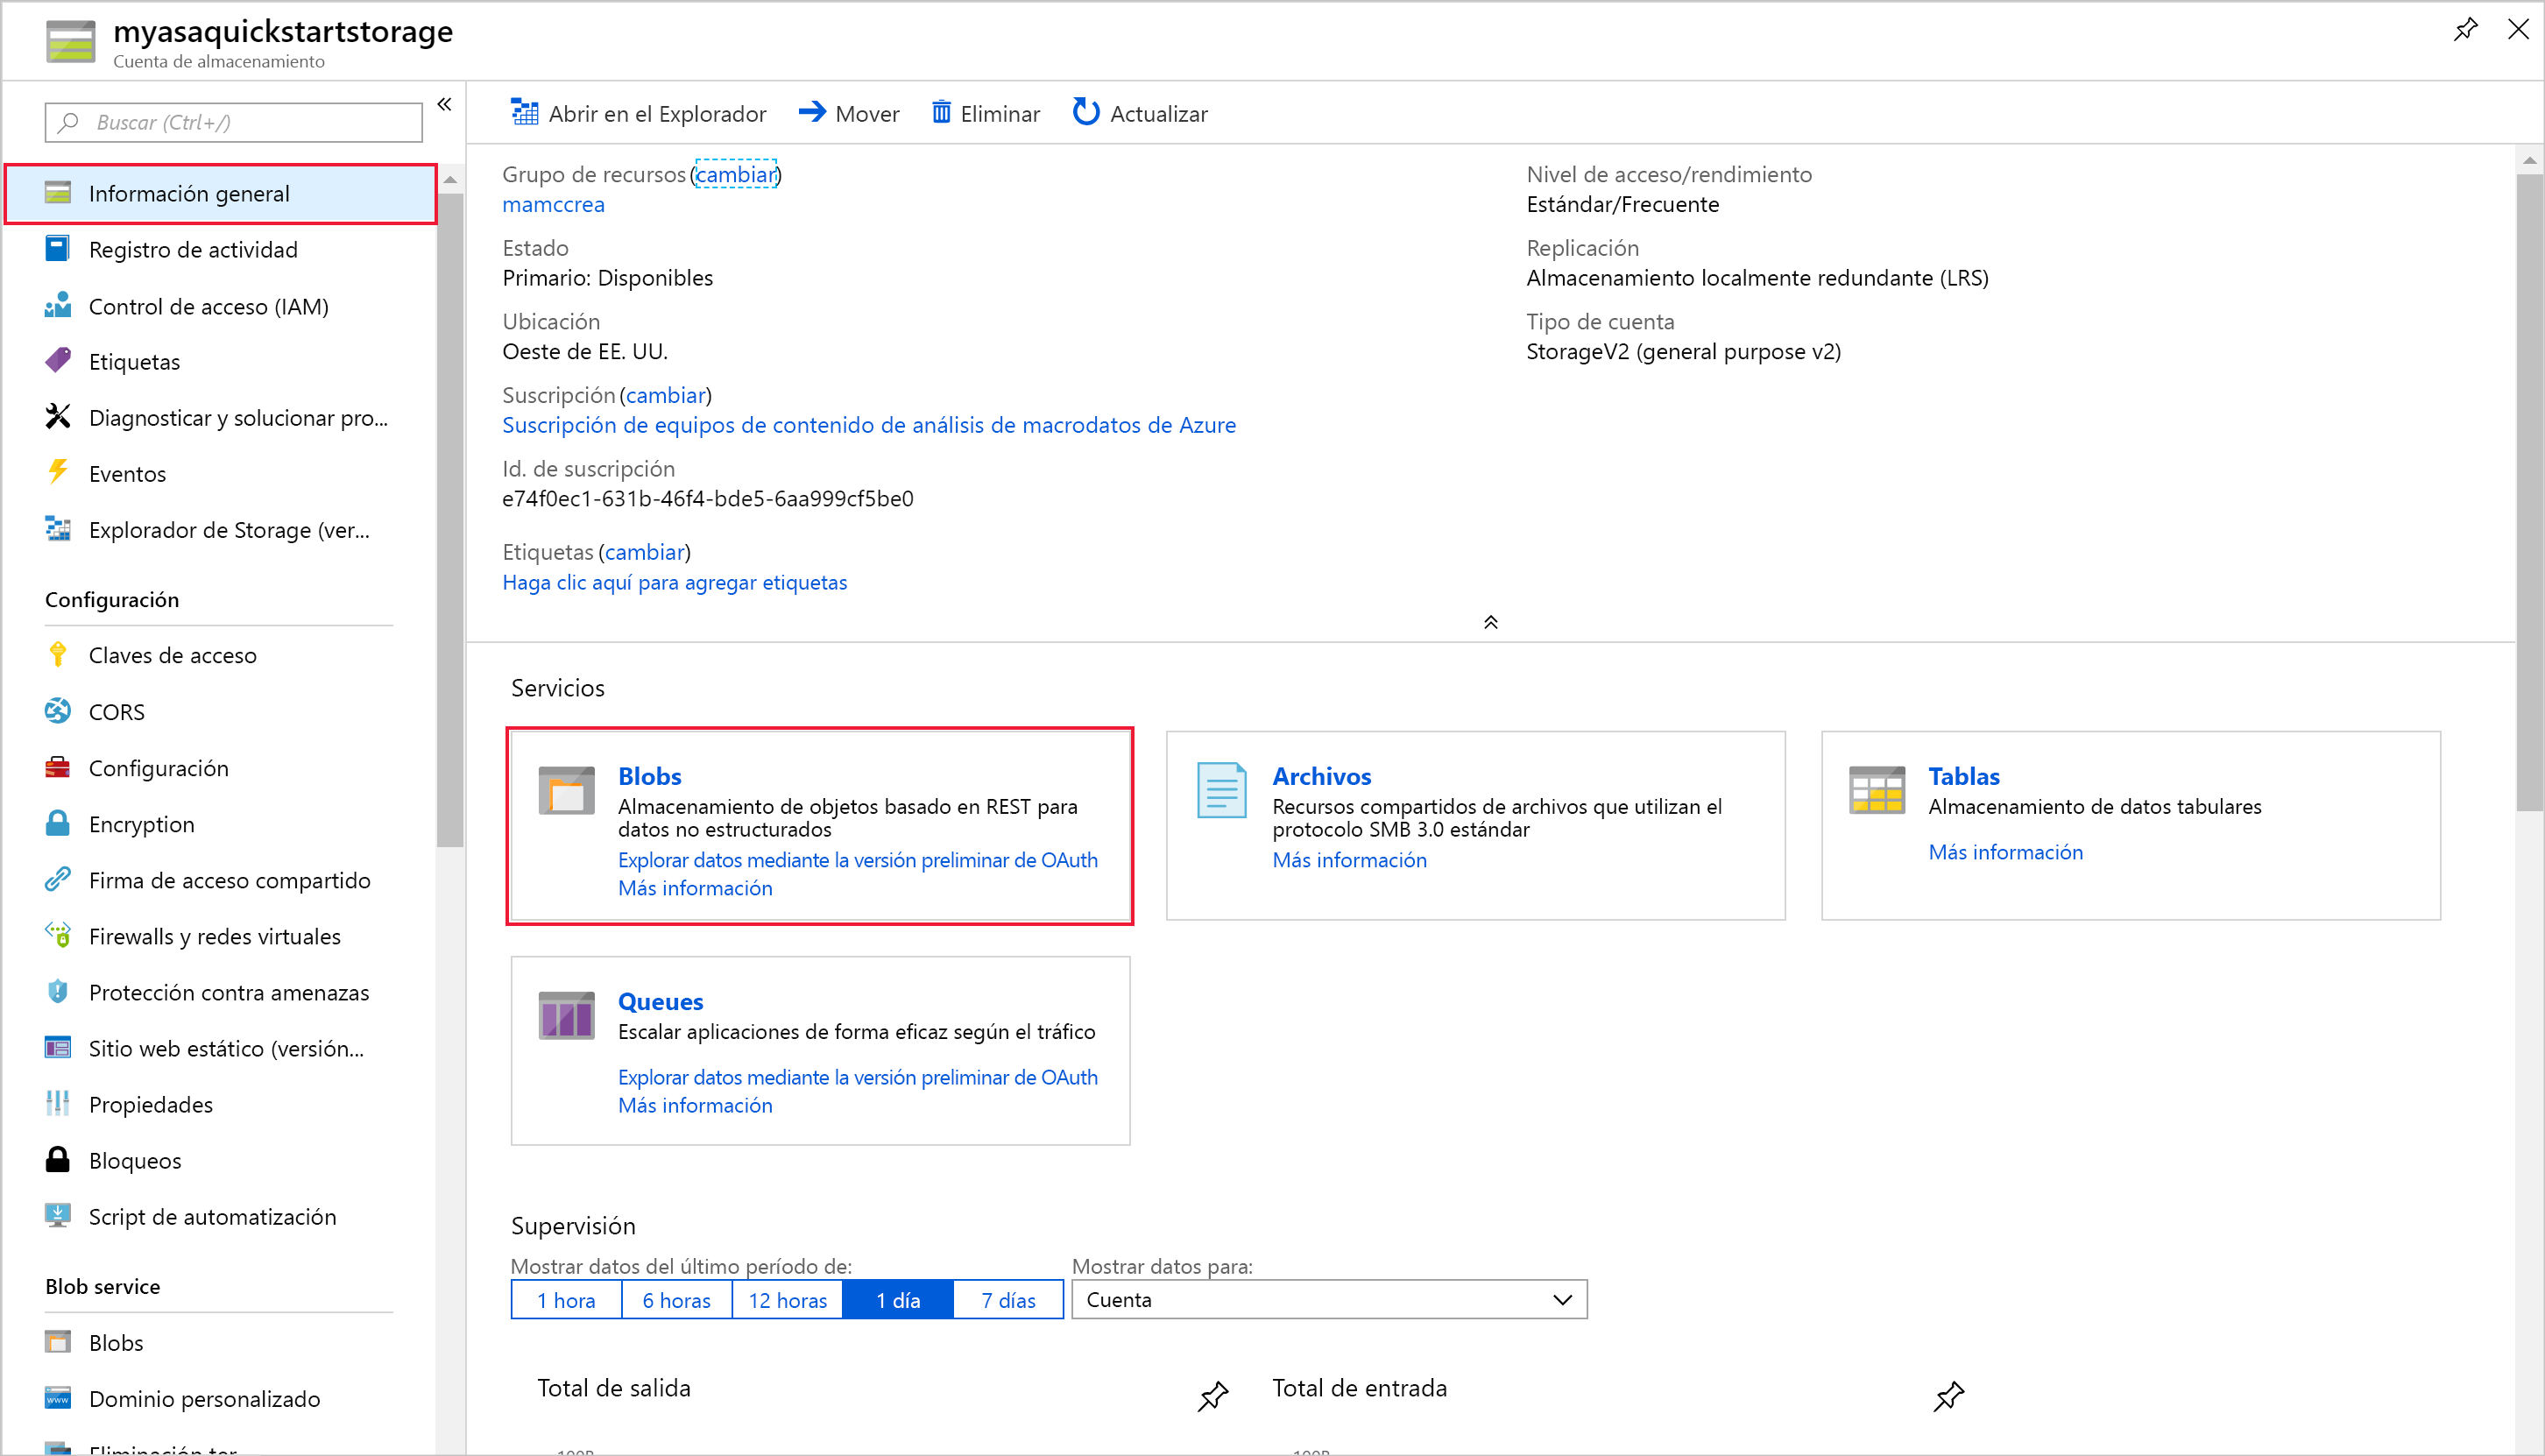 myasaquickstartstorage
Cuenta de almacenamiento
Buscar (Ctrl+/)
«
Información general
Registro de actividad
Control de acceso (IAM)
Etiquetas
Diagnosticar y solucionar pro...
Eventos
Explorador de Storage (ver...
Configuración
Claves de acceso
CORS
Configuración
Encryption
Firma de acceso compartido
Firewalls y redes virtuales
Protección contra amenazas
Sitio web estático (versión...
Propiedades
Bloqueos
Script de automatización
Blob service
Blobs
Dominio personalizado
Abrir en el Explorador
Mover
Eliminar
Actualizar
Grupo de recursos (cambiar)
mamccrea
Estado
Primario: Disponibles
Ubicación
Oeste de EE. UU.
Suscripción (cambiar)
Suscripción de equipos de contenido de análisis de macrodatos de Azure
Id. de suscripción
e74f0ec1-631b-46f4-bde5-6aa999cf5be0
Etiquetas (cambiar)
Haga clic aquí para agregar etiquetas
Nivel de acceso/rendimiento
Estándar/Frecuente
Replicación
Almacenamiento localmente redundante (LRS)
Tipo de cuenta
StorageV2 (general purpose v2)
Servicios
Blobs
Almacenamiento de objetos basado en REST para
datos no estructurados
Explorar datos mediante la versión preliminar de OAuth
Más información
Archivos
Recursos compartidos de archivos que utilizan el
protocolo SMB 3.0 estándar
Más información
Tablas
Almacenamiento de datos tabulares
Más información
Queues
Escalar aplicaciones de forma eficaz según el tráfico
Explorar datos mediante la versión preliminar de OAuth
Más información
Supervisión
Mostrar datos del último período de:
1 hora
6 horas
12 horas
1 día
7 días
Mostrar datos para:
Cuenta
Total de salida
Total de entrada